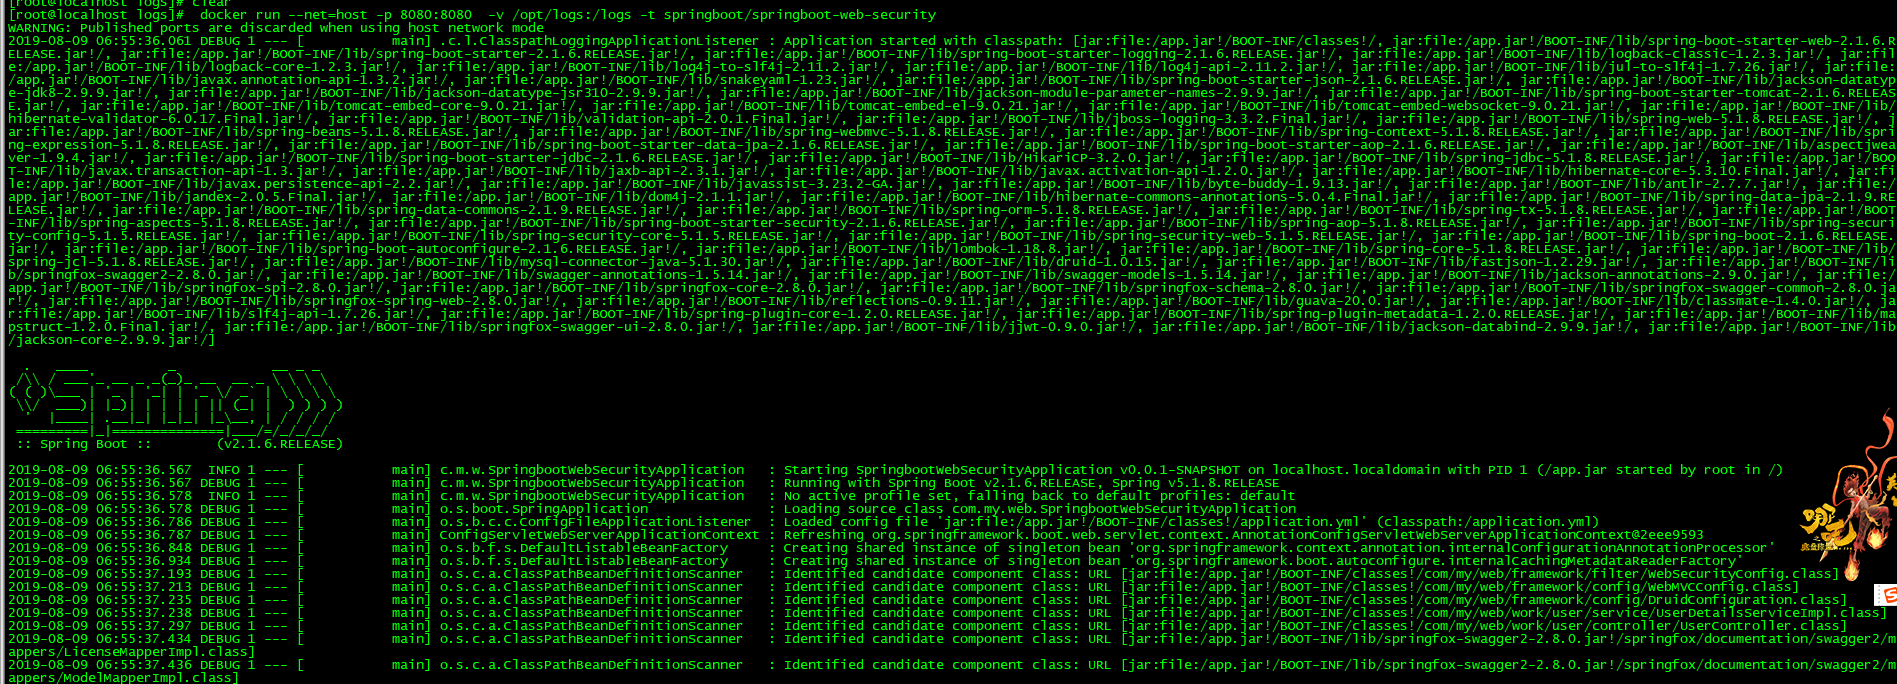 [root@localhost logs]# clear
[root@localhost logs]#  docker run --net=host -p 8080:8080  -v /opt/logs:/logs -t springboot/springboot-web-security
WARNING: Published ports are discarded when using host network mode
2019-08-09 06:55:36.061 DEBUG 1 --- [           main] .c.l.ClasspathLoggingApplicationListener : Application started with classpath: [jar:file:/app.jar!/BOOT-INF/classes!/, jar:file:/app.jar!/BOOT-INF/lib/spring-boot-starter-web-2.1.6.R
ELEASE.jar!/, jar:file:/app.jar!/BOOT-INF/lib/spring-boot-starter-2.1.6.RELEASE.jar!/, jar:file:/app.jar!/BOOT-INF/lib/spring-boot-starter-logging-2.1.6.RELEASE.jar!/, jar:file:/app.jar!/BOOT-INF/lib/logback-classic-1.2.3.jar!/, jar:fil
e:/app.jar!/BOOT-INF/lib/logback-core-1.2.3.jar!/, jar:file:/app.jar!/BOOT-INF/lib/log4j-to-slf4j-2.11.2.jar!/, jar:file:/app.jar!/BOOT-INF/lib/log4j-api-2.11.2.jar!/, jar:file:/app.jar!/BOOT-INF/lib/jul-to-slf4j-1.7.26.jar!/, jar:file:
/app.jar!/BOOT-INF/lib/javax.annotation-api-1.3.2.jar!/, jar:file:/app.jar!/BOOT-INF/lib/snakeyaml-1.23.jar!/, jar:file:/app.jar!/BOOT-INF/lib/spring-boot-starter-json-2.1.6.RELEASE.jar!/, jar:file:/app.jar!/BOOT-INF/lib/jackson-datatyp
e-jdk8-2.9.9.jar!/, jar:file:/app.jar!/BOOT-INF/lib/jackson-datatype-jsr310-2.9.9.jar!/, jar:file:/app.jar!/BOOT-INF/lib/jackson-module-parameter-names-2.9.9.jar!/, jar:file:/app.jar!/BOOT-INF/lib/spring-boot-starter-tomcat-2.1.6.RELEAS
E.jar!/, jar:file:/app.jar!/BOOT-INF/lib/tomcat-embed-core-9.0.21.jar!/, jar:file:/app.jar!/BOOT-INF/lib/tomcat-embed-el-9.0.21.jar!/, jar:file:/app.jar!/BOOT-INF/lib/tomcat-embed-websocket-9.0.21.jar!/, jar:file:/app.jar!/BOOT-INF/lib/
hibernate-validator-6.0.17.Final.jar!/, jar:file:/app.jar!/BOOT-INF/lib/validation-api-2.0.1.Final.jar!/, jar:file:/app.jar!/BOOT-INF/lib/jboss-logging-3.3.2.Final.jar!/, jar:file:/app.jar!/BOOT-INF/lib/spring-web-5.1.8.RELEASE.jar!/, j
ar:file:/app.jar!/BOOT-INF/lib/spring-beans-5.1.8.RELEASE.jar!/, jar:file:/app.jar!/BOOT-INF/lib/spring-webmvc-5.1.8.RELEASE.jar!/, jar:file:/app.jar!/BOOT-INF/lib/spring-context-5.1.8.RELEASE.jar!/, jar:file:/app.jar!/BOOT-INF/lib/spri
ng-expression-5.1.8.RELEASE.jar!/, jar:file:/app.jar!/BOOT-INF/lib/spring-boot-starter-data-jpa-2.1.6.RELEASE.jar!/, jar:file:/app.jar!/BOOT-INF/lib/spring-boot-starter-aop-2.1.6.RELEASE.jar!/, jar:file:/app.jar!/BOOT-INF/lib/aspectjwea
ver-1.9.4.jar!/, jar:file:/app.jar!/BOOT-INF/lib/spring-boot-starter-jdbc-2.1.6.RELEASE.jar!/, jar:file:/app.jar!/BOOT-INF/lib/HikariCP-3.2.0.jar!/, jar:file:/app.jar!/BOOT-INF/lib/spring-jdbc-5.1.8.RELEASE.jar!/, jar:file:/app.jar!/BOO
T-INF/lib/javax.transaction-api-1.3.jar!/, jar:file:/app.jar!/BOOT-INF/lib/jaxb-api-2.3.1.jar!/, jar:file:/app.jar!/BOOT-INF/lib/javax.activation-api-1.2.0.jar!/, jar:file:/app.jar!/BOOT-INF/lib/hibernate-core-5.3.10.Final.jar!/, jar:fi
le:/app.jar!/BOOT-INF/lib/javax.persistence-api-2.2.jar!/, jar:file:/app.jar!/BOOT-INF/lib/javassist-3.23.2-GA.jar!/, jar:file:/app.jar!/BOOT-INF/lib/byte-buddy-1.9.13.jar!/, jar:file:/app.jar!/BOOT-INF/lib/antlr-2.7.7.jar!/, jar:file:/
app.jar!/BOOT-INF/lib/jandex-2.0.5.Final.jar!/, jar:file:/app.jar!/BOOT-INF/lib/dom4j-2.1.1.jar!/, jar:file:/app.jar!/BOOT-INF/lib/hibernate-commons-annotations-5.0.4.Final.jar!/, jar:file:/app.jar!/BOOT-INF/lib/spring-data-jpa-2.1.9.RE
LEASE.jar!/, jar:file:/app.jar!/BOOT-INF/lib/spring-data-commons-2.1.9.RELEASE.jar!/, jar:file:/app.jar!/BOOT-INF/lib/spring-orm-5.1.8.RELEASE.jar!/, jar:file:/app.jar!/BOOT-INF/lib/spring-tx-5.1.8.RELEASE.jar!/, jar:file:/app.jar!/BOOT
-INF/lib/spring-aspects-5.1.8.RELEASE.jar!/, jar:file:/app.jar!/BOOT-INF/lib/spring-boot-starter-security-2.1.6.RELEASE.jar!/, jar:file:/app.jar!/BOOT-INF/lib/spring-aop-5.1.8.RELEASE.jar!/, jar:file:/app.jar!/BOOT-INF/lib/spring-securi
ty-config-5.1.5.RELEASE.jar!/, jar:file:/app.jar!/BOOT-INF/lib/spring-security-core-5.1.5.RELEASE.jar!/, jar:file:/app.jar!/BOOT-INF/lib/spring-security-web-5.1.5.RELEASE.jar!/, jar:file:/app.jar!/BOOT-INF/lib/spring-boot-2.1.6.RELEASE.
jar!/, jar:file:/app.jar!/BOOT-INF/lib/spring-boot-autoconfigure-2.1.6.RELEASE.jar!/, jar:file:/app.jar!/BOOT-INF/lib/lombok-1.18.8.jar!/, jar:file:/app.jar!/BOOT-INF/lib/spring-core-5.1.8.RELEASE.jar!/, jar:file:/app.jar!/BOOT-INF/lib/
spring-jcl-5.1.8.RELEASE.jar!/, jar:file:/app.jar!/BOOT-INF/lib/mysql-connector-java-5.1.30.jar!/, jar:file:/app.jar!/BOOT-INF/lib/druid-1.0.15.jar!/, jar:file:/app.jar!/BOOT-INF/lib/fastjson-1.2.29.jar!/, jar:file:/app.jar!/BOOT-INF/li
b/springfox-swagger2-2.8.0.jar!/, jar:file:/app.jar!/BOOT-INF/lib/swagger-annotations-1.5.14.jar!/, jar:file:/app.jar!/BOOT-INF/lib/swagger-models-1.5.14.jar!/, jar:file:/app.jar!/BOOT-INF/lib/jackson-annotations-2.9.0.jar!/, jar:file:/
app.jar!/BOOT-INF/lib/springfox-spi-2.8.0.jar!/, jar:file:/app.jar!/BOOT-INF/lib/springfox-core-2.8.0.jar!/, jar:file:/app.jar!/BOOT-INF/lib/springfox-schema-2.8.0.jar!/, jar:file:/app.jar!/BOOT-INF/lib/springfox-swagger-common-2.8.0.ja
r!/, jar:file:/app.jar!/BOOT-INF/lib/springfox-spring-web-2.8.0.jar!/, jar:file:/app.jar!/BOOT-INF/lib/reflections-0.9.11.jar!/, jar:file:/app.jar!/BOOT-INF/lib/guava-20.0.jar!/, jar:file:/app.jar!/BOOT-INF/lib/classmate-1.4.0.jar!/, ja
r:file:/app.jar!/BOOT-INF/lib/slf4j-api-1.7.26.jar!/, jar:file:/app.jar!/BOOT-INF/lib/spring-plugin-core-1.2.0.RELEASE.jar!/, jar:file:/app.jar!/BOOT-INF/lib/spring-plugin-metadata-1.2.0.RELEASE.jar!/, jar:file:/app.jar!/BOOT-INF/lib/ma
pstruct-1.2.0.Final.jar!/, jar:file:/app.jar!/BOOT-INF/lib/springfox-swagger-ui-2.8.0.jar!/, jar:file:/app.jar!/BOOT-INF/lib/jjwt-0.9.0.jar!/, jar:file:/app.jar!/BOOT-INF/lib/jackson-databind-2.9.9.jar!/, jar:file:/app.jar!/BOOT-INF/lib
/jackson-core-2.9.9.jar!/]
:: Spring Boot ::        (v2.1.6.RELEASE)
2019-08-09 06:55:36.567  INFO 1 --- [           main] c.m.w.SpringbootWebSecurityApplication   : Starting SpringbootWebSecurityApplication v0.0.1-SNAPSHOT on localhost.localdomain with PID 1 (/app.jar started by root in /)
2019-08-09 06:55:36.567 DEBUG 1 --- [           main] c.m.w.SpringbootWebSecurityApplication   : Running with Spring Boot v2.1.6.RELEASE, Spring v5.1.8.RELEASE
2019-08-09 06:55:36.578  INFO 1 --- [           main] c.m.w.SpringbootWebSecurityApplication   : No active profile set, falling back to default profiles: default
2019-08-09 06:55:36.578 DEBUG 1 --- [           main] o.s.boot.SpringApplication               : Loading source class com.my.web.SpringbootWebSecurityApplication
2019-08-09 06:55:36.786 DEBUG 1 --- [           main] o.s.b.c.c.ConfigFileApplicationListener  : Loaded config file 'jar:file:/app.jar!/BOOT-INF/classes!/application.yml' (classpath:/application.yml)
2019-08-09 06:55:36.787 DEBUG 1 --- [           main] ConfigServletWebServerApplicationContext : Refreshing org.springframework.boot.web.servlet.context.AnnotationConfigServletWebServerApplicationContext@2eee9593
2019-08-09 06:55:36.848 DEBUG 1 --- [           main] o.s.b.f.s.DefaultListableBeanFactory     : Creating shared instance of singleton bean 'org.springframework.context.annotation.internalConfigurationAnnotationProcessor'
2019-08-09 06:55:36.934 DEBUG 1 --- [           main] o.s.b.f.s.DefaultListableBeanFactory     : Creating shared instance of singleton bean 'org.springframework.boot.autoconfigure.internalCachingMetadataReaderFactory'
2019-08-09 06:55:37.193 DEBUG 1 --- [           main] o.s.c.a.ClassPathBeanDefinitionScanner   : Identified candidate component class: URL [jar:file:/app.jar!/BOOT-INF/classes!/com/my/web/framework/filter/WebSecurityConfig.class]
2019-08-09 06:55:37.213 DEBUG 1 --- [           main] o.s.c.a.ClassPathBeanDefinitionScanner   : Identified candidate component class: URL [jar:file:/app.jar!/BOOT-INF/classes!/com/my/web/framework/config/WebMVCConfig.class]
2019-08-09 06:55:37.235 DEBUG 1 --- [           main] o.s.c.a.ClassPathBeanDefinitionScanner   : Identified candidate component class: URL [jar:file:/app.jar!/BOOT-INF/classes!/com/my/web/framework/config/DruidConfiguration.class]
2019-08-09 06:55:37.238 DEBUG 1 --- [           main] o.s.c.a.ClassPathBeanDefinitionScanner   : Identified candidate component class: URL [jar:file:/app.jar!/BOOT-INF/classes!/com/my/web/work/user/service/UserDetailsServiceImpl.class]
2019-08-09 06:55:37.297 DEBUG 1 --- [           main] o.s.c.a.ClassPathBeanDefinitionScanner   : Identified candidate component class: URL [jar:file:/app.jar!/BOOT-INF/classes!/com/my/web/work/user/controller/UserController.class]
2019-08-09 06:55:37.434 DEBUG 1 --- [           main] o.s.c.a.ClassPathBeanDefinitionScanner   : Identified candidate component class: URL [jar:file:/app.jar!/BOOT-INF/lib/springfox-swagger2-2.8.0.jar!/springfox/documentation/swagger2/m
appers/LicenseMapperImpl.class]
2019-08-09 06:55:37.436 DEBUG 1 --- [           main] o.s.c.a.ClassPathBeanDefinitionScanner   : Identified candidate component class: URL [jar:file:/app.jar!/BOOT-INF/lib/springfox-swagger2-2.8.0.jar!/springfox/documentation/swagger2/m
appers/ModelMapperImpl.class]